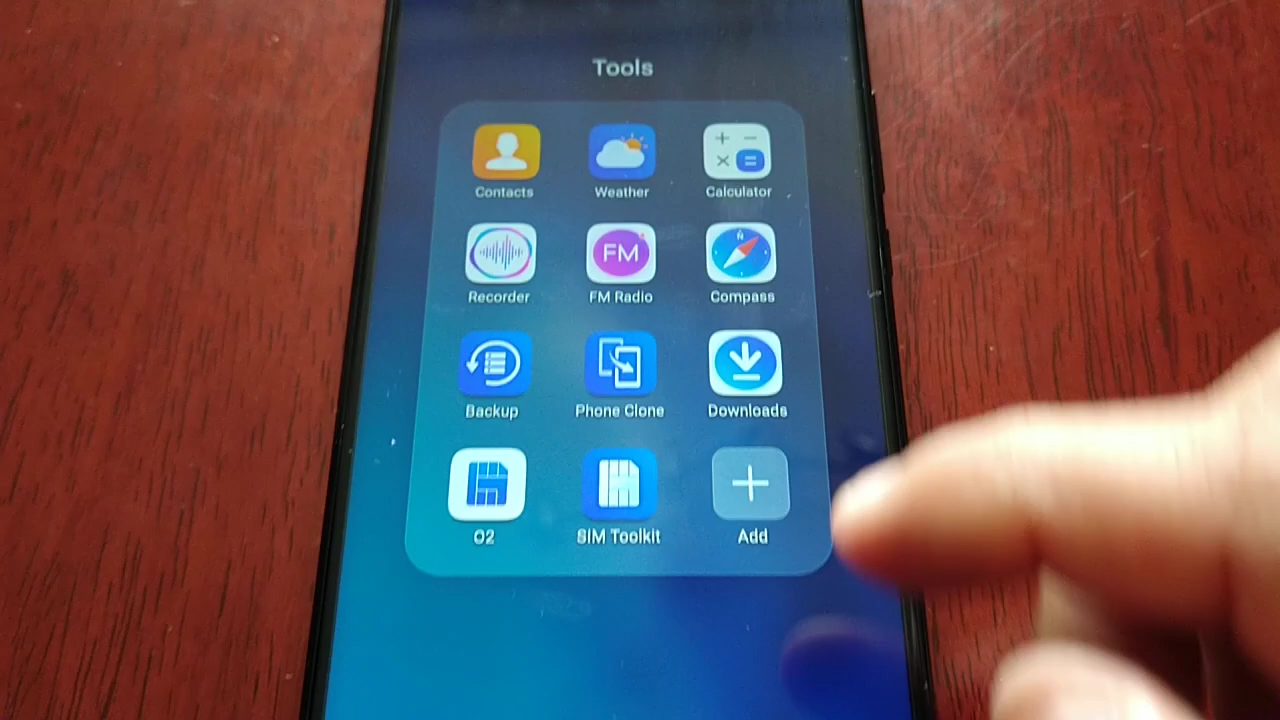 Tools
Contacts Weather Calculator
FM
N
Recorder FM Radio Compass
Backup Phone Clone Downloads
O2 SIM Toolkit Add